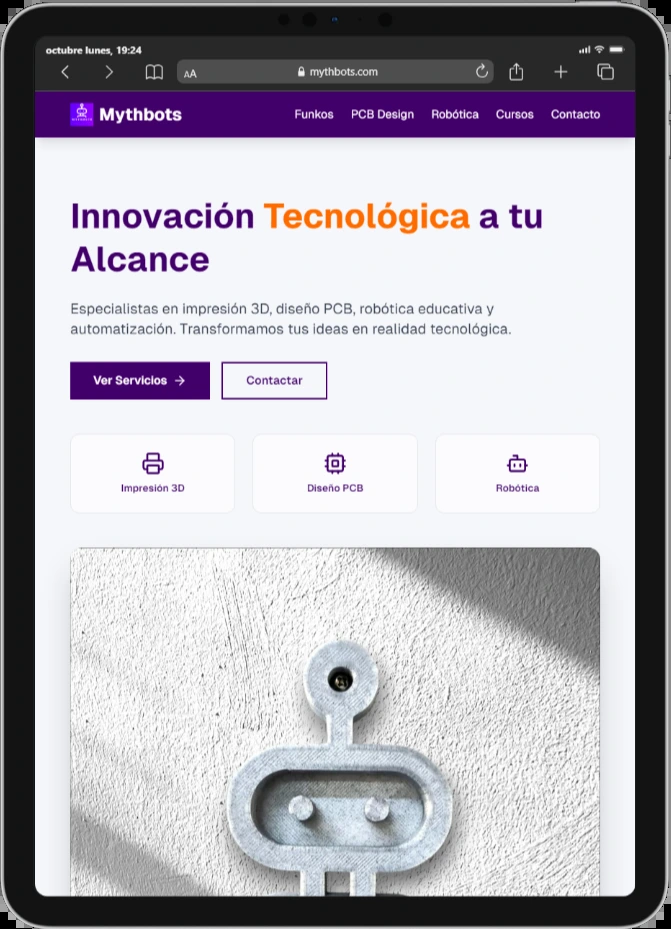 octubre lunes, 19:24
AA
mythbots.com
Mythbots
Funkos
PCB Design
Robótica
Cursos
Contacto
Innovación Tecnológica a tu
Alcance
Especialistas en impresión 3D, diseño PCB, robótica educativa y
automatización. Transformamos tus ideas en realidad tecnológica.
Ver Servicios →
Contactar
Impresión 3D
Diseño PCB
Robótica